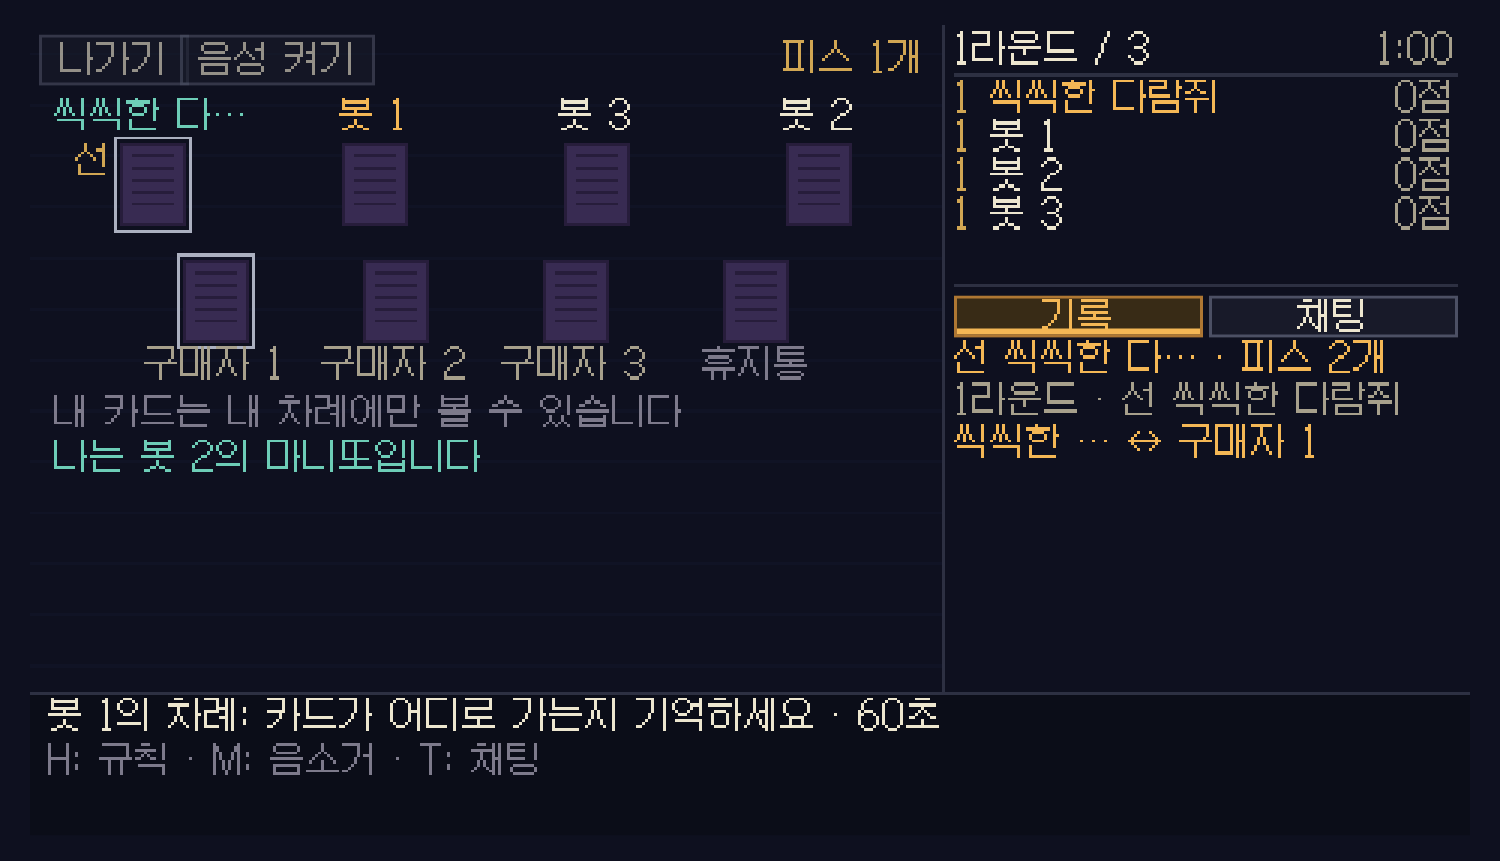 나가기 음성 켜기 피스 1개
씩씩한 다… 봇 1 봇 3 봇 2
선
구매자 1 구매자 2 구매자 3 휴지통
내 카드는 내 차례에만 볼 수 있습니다
나는 봇 2의 마니또입니다
1라운드 / 3 1:00
1 씩씩한 다람쥐 0점
1 봇 1 0점
1 봇 2 0점
1 봇 3 0점
기록 채팅
선 씩씩한 다… · 피스 2개
1라운드 · 선 씩씩한 다람쥐
씩씩한 … ↔ 구매자 1
봇 1의 차례: 카드가 어디로 가는지 기억하세요 · 60초
H: 규칙 · M: 음소거 · T: 채팅